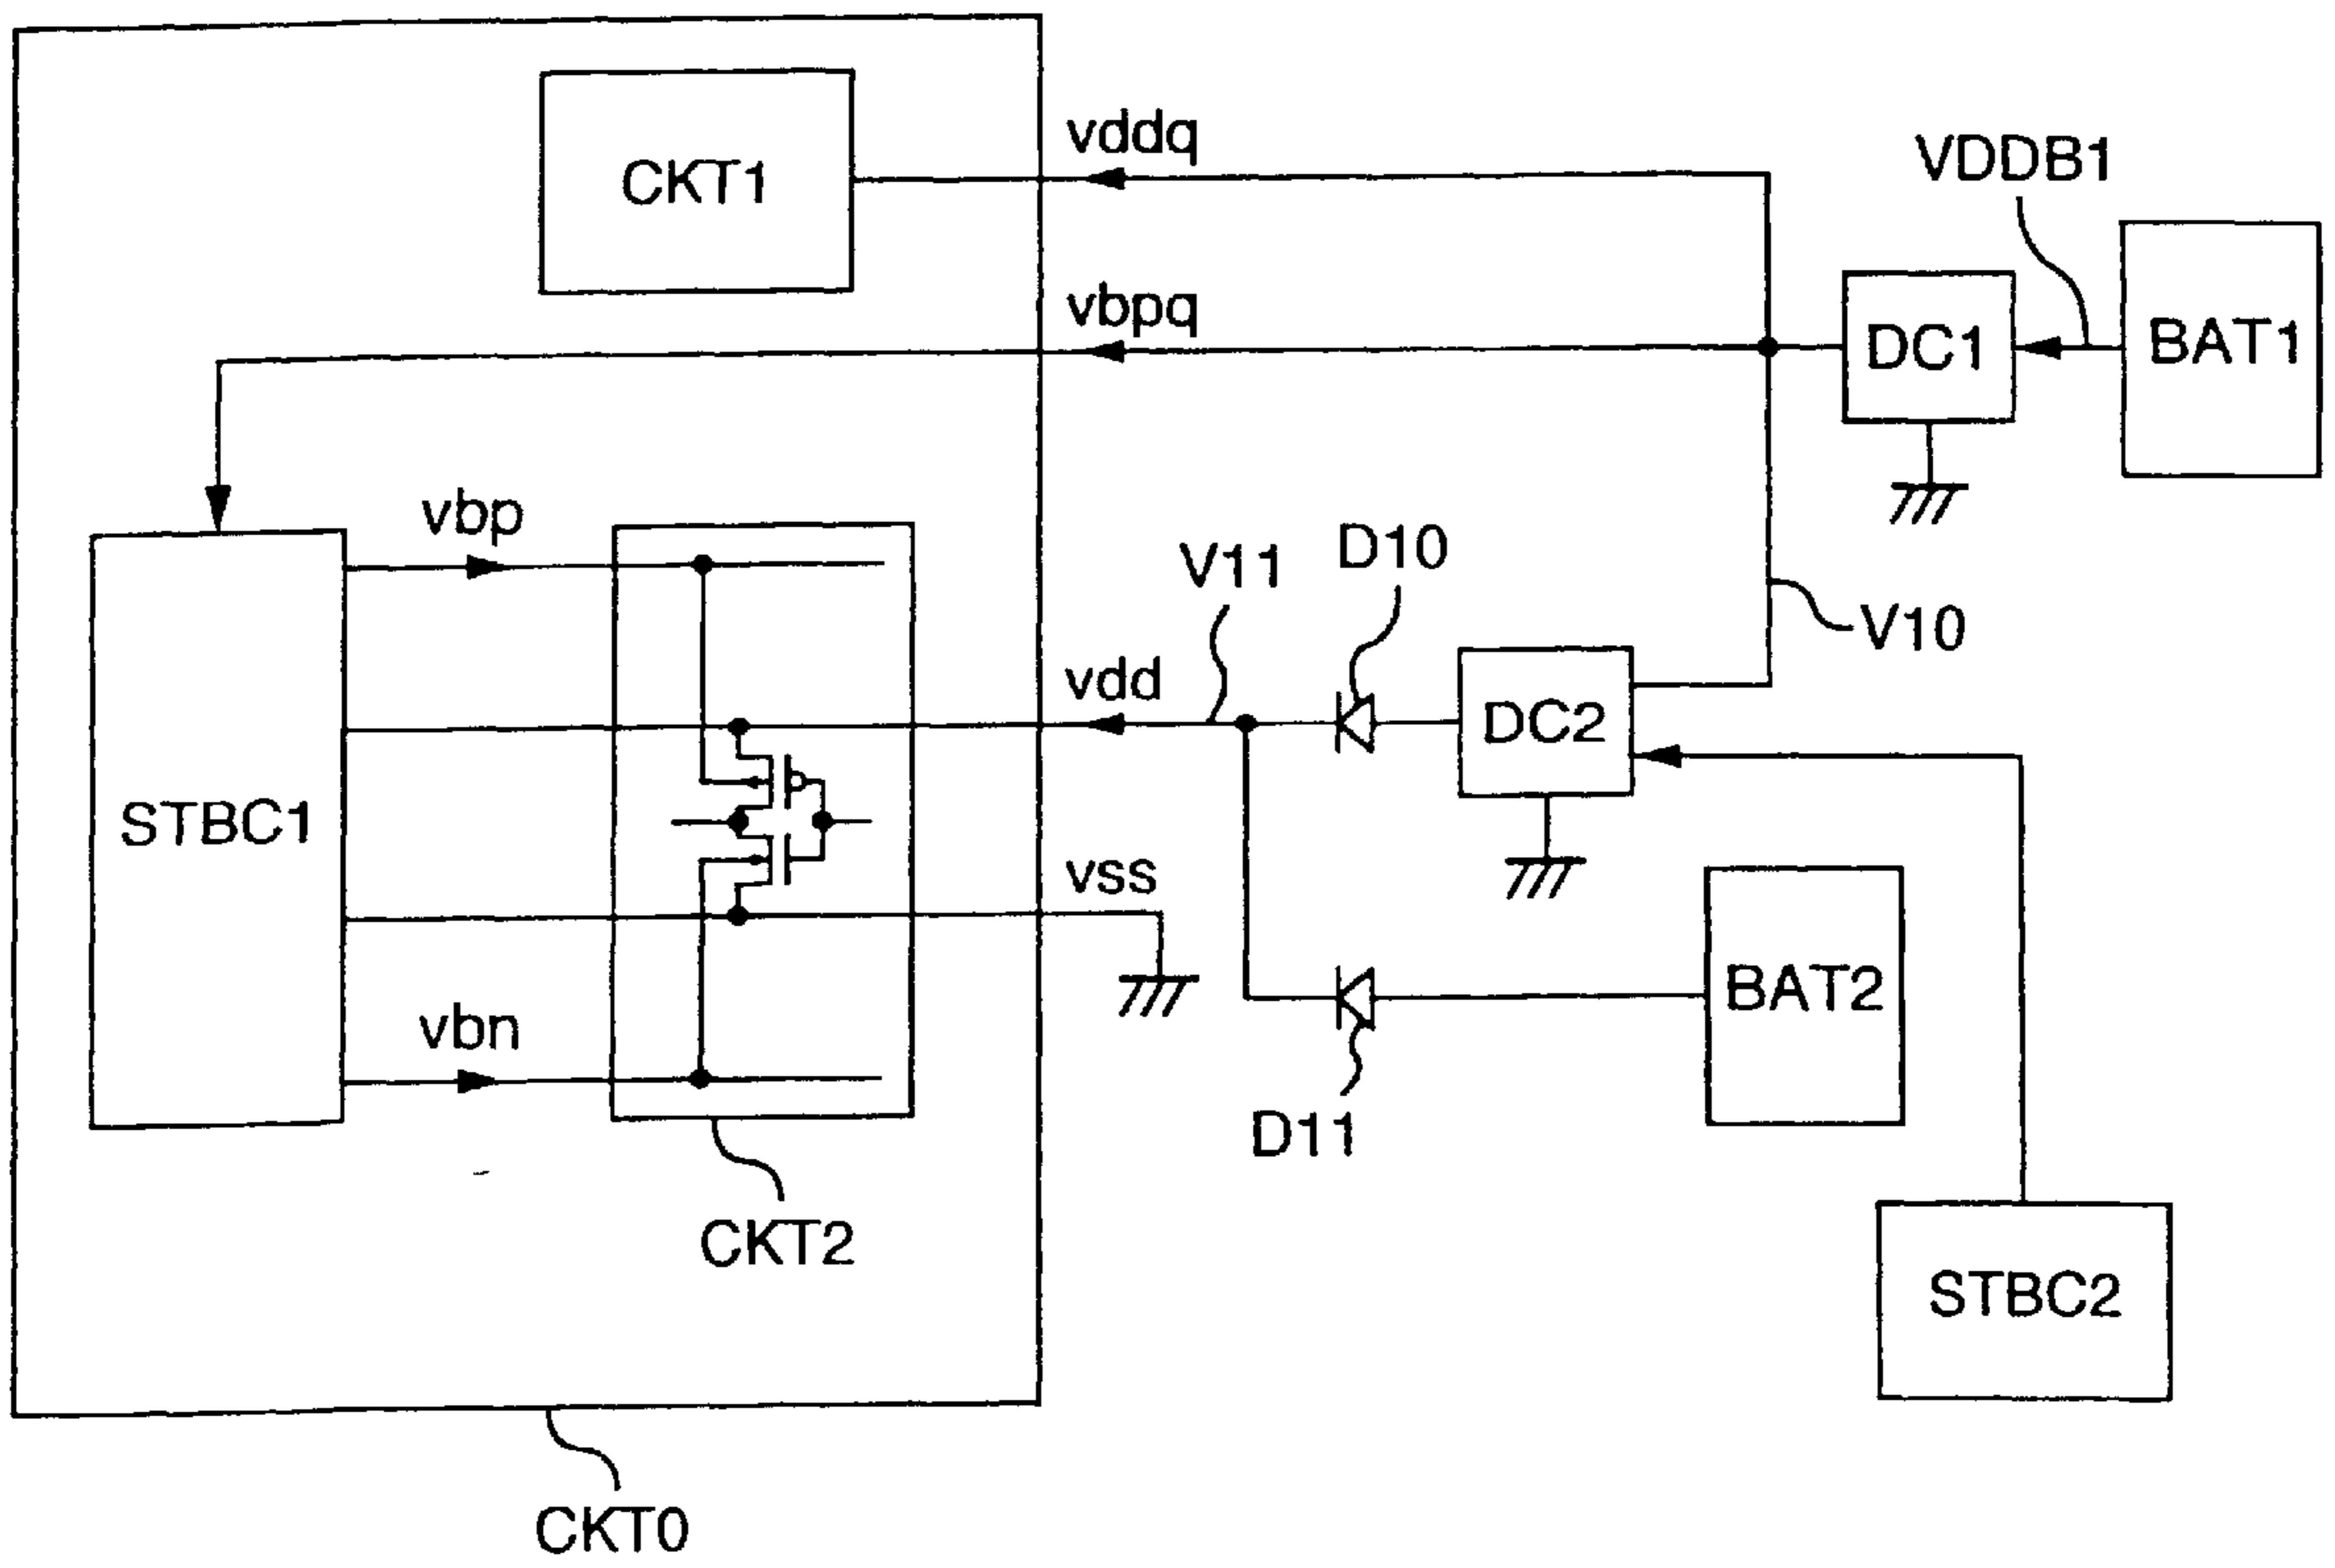 CKT1
vddq
VDDB1
vbpq
DC1
BAT1
vbp
V11
D10
V10
vdd
DC2
STBC1
vss
BAT2
vbn
D11
CKT2
STBC2
CKT0